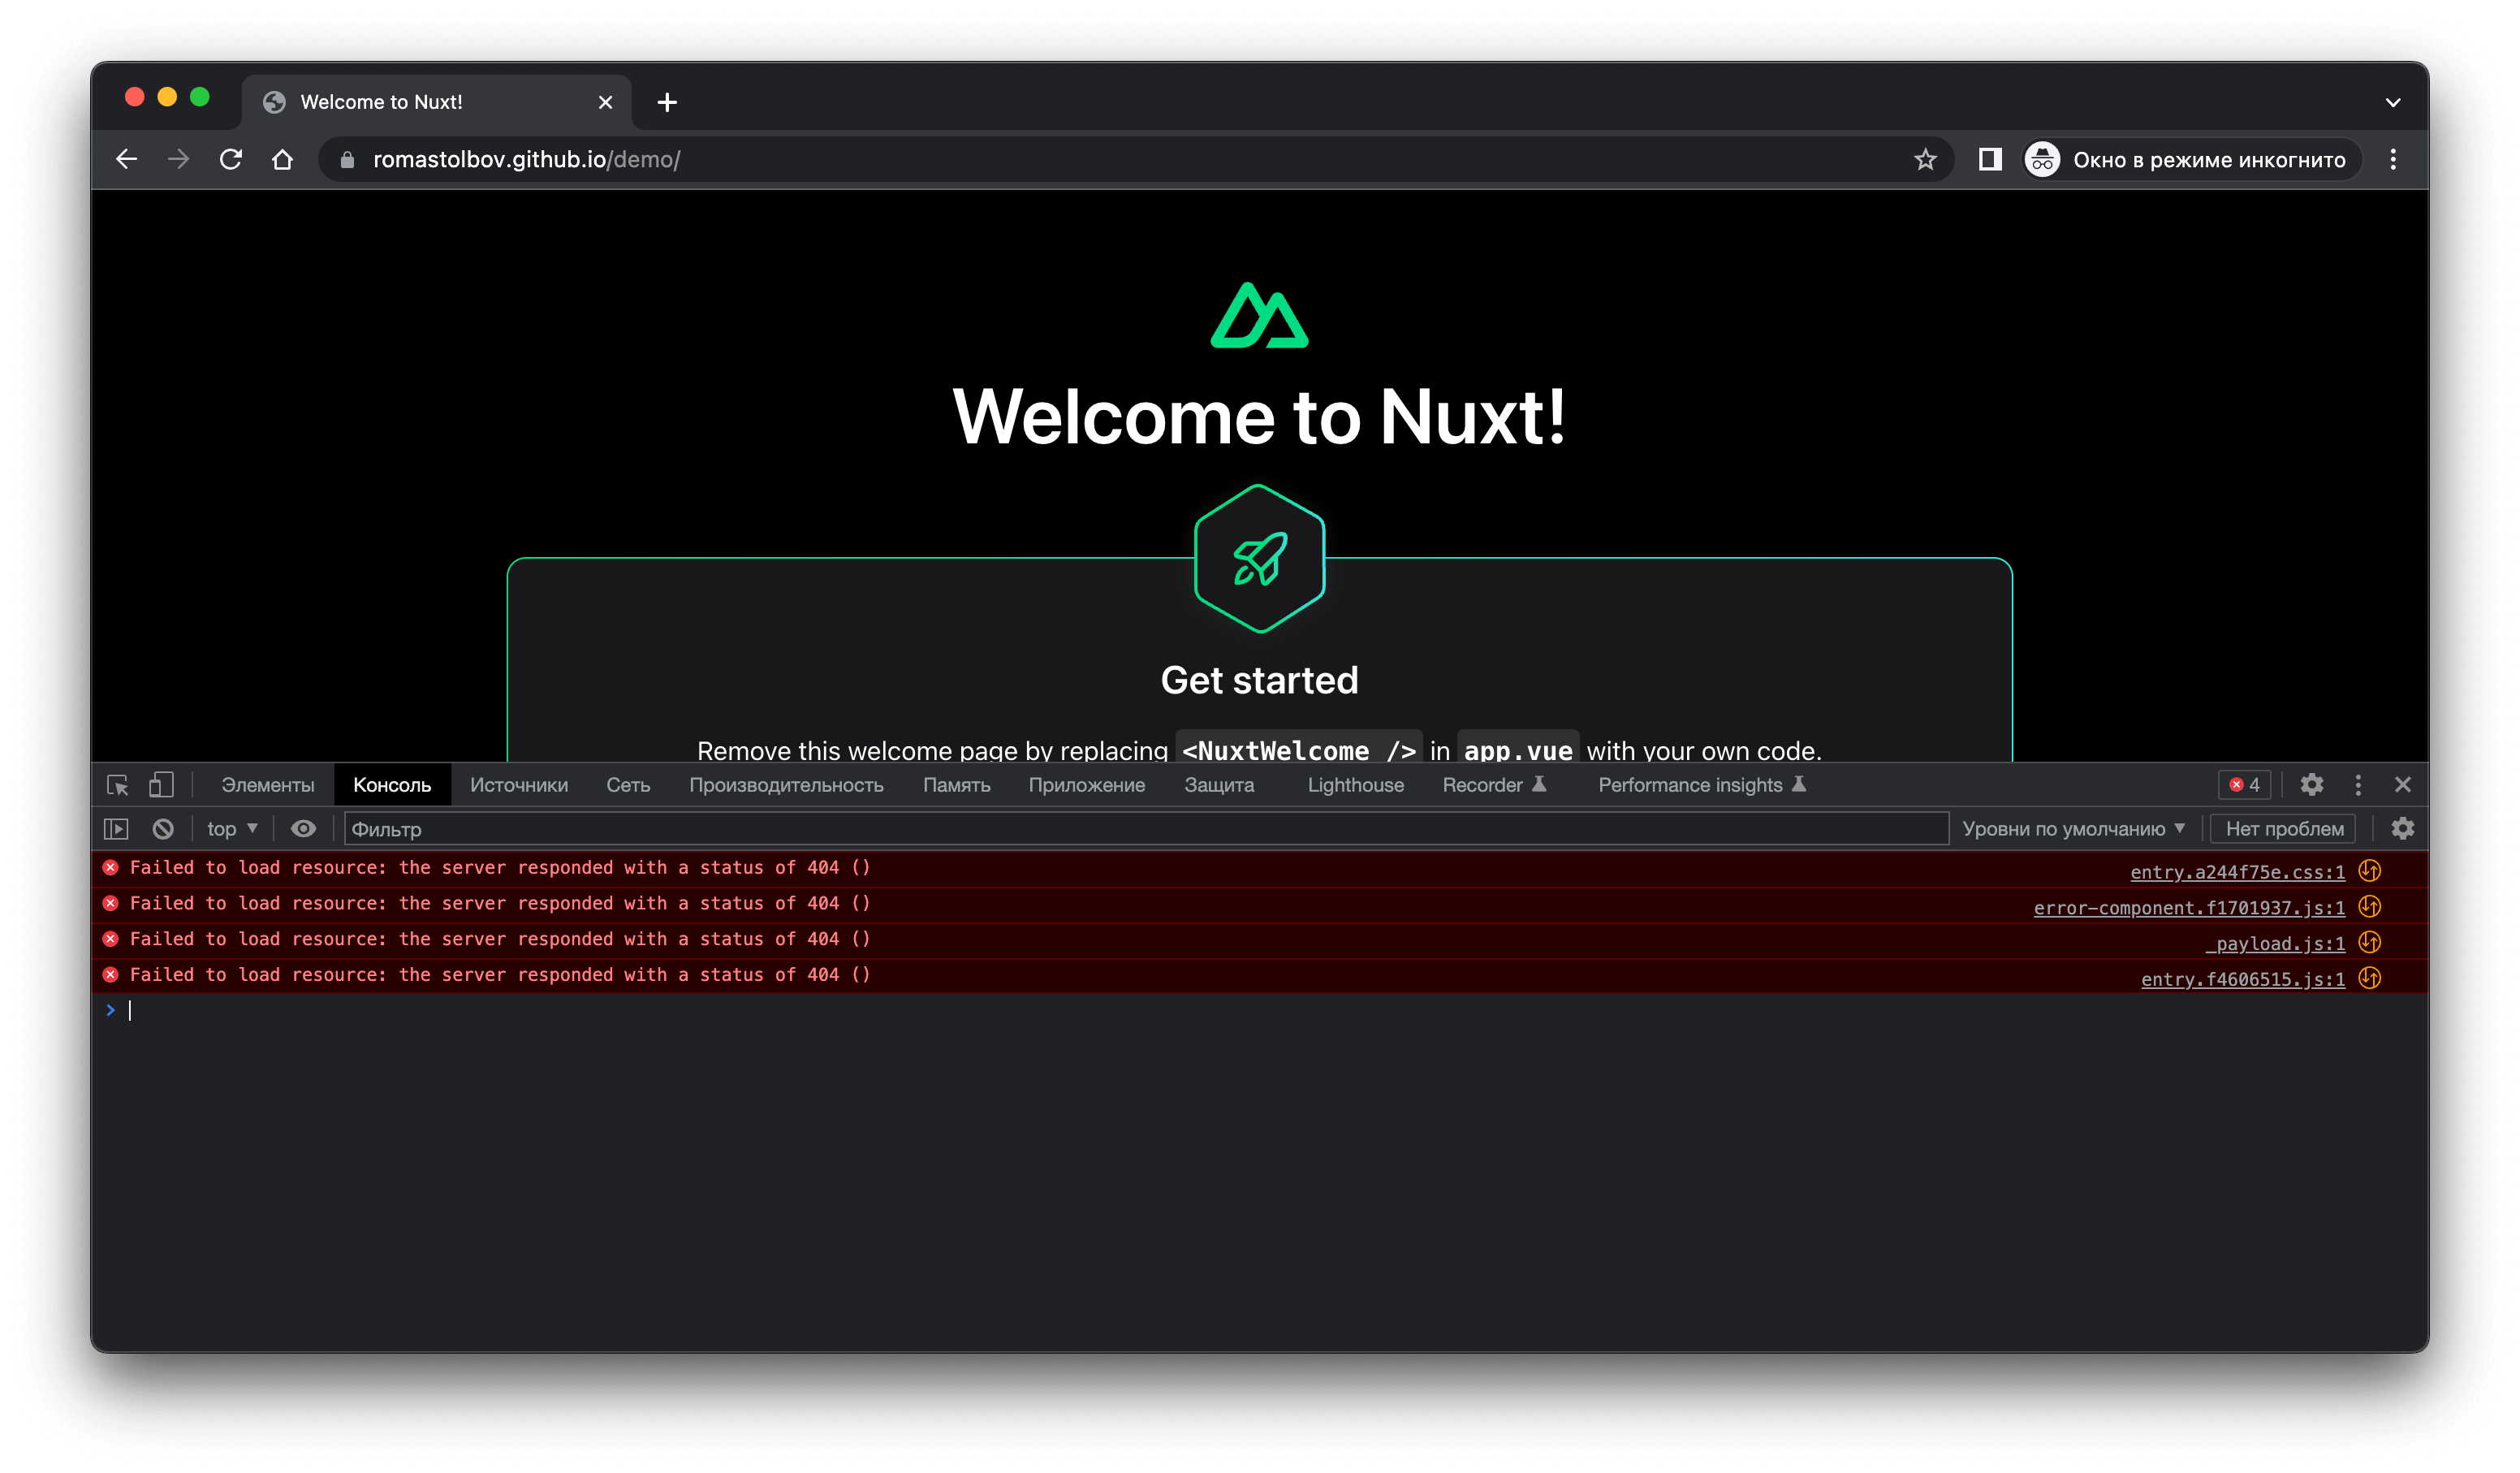 Welcome to Nuxt!
romastolbov.github.io/demo/
Окно в режиме инкогнито
Welcome to Nuxt!
Get started
Remove this welcome page by replacing <NuxtWelcome /> in app.vue with your own code.
Элементы Консоль Источники Сеть Производительность Память Приложение Защита Lighthouse Recorder Performance insights 4
top Фильтр Уровни по умолчанию Нет проблем
Failed to load resource: the server responded with a status of 404 () entry.a244f75e.css:1
Failed to load resource: the server responded with a status of 404 () error-component.f1701937.js:1
Failed to load resource: the server responded with a status of 404 () _payload.js:1
Failed to load resource: the server responded with a status of 404 () entry.f4606515.js:1